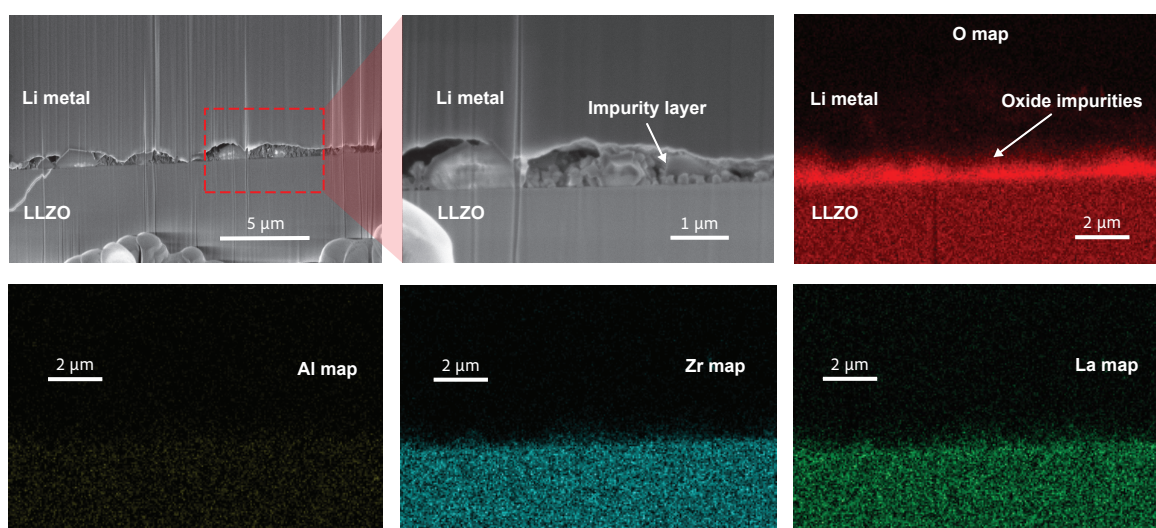 Li metal
LLZO
5 µm
Li metal
Impurity layer
LLZO
1 µm
O map
Li metal
Oxide impurities
LLZO
2 µm
2 µm
Al map
2 µm
Zr map
2 µm
La map